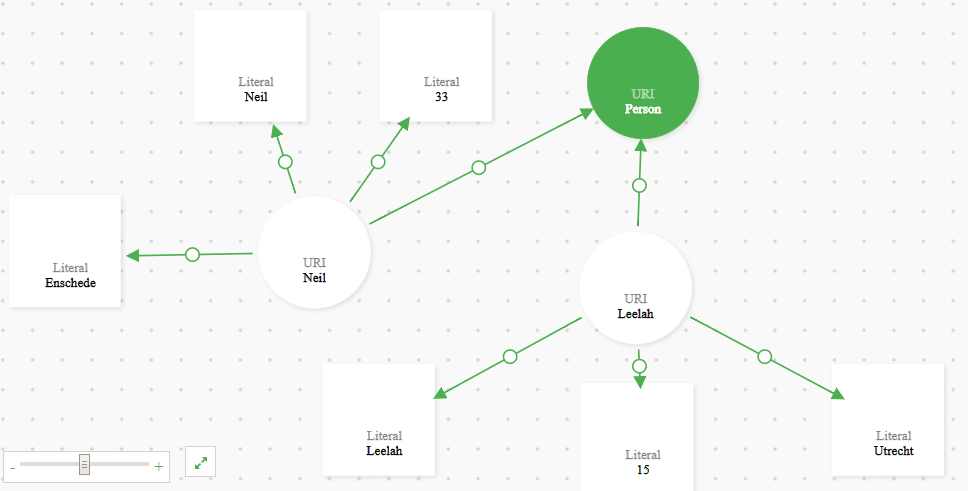 Literal
Neil
Literal
33
URI
Person
Literal
Enschede
URI
Neil
URI
Leelah
Literal
Leelah
Literal
15
Literal
Utrecht
- +